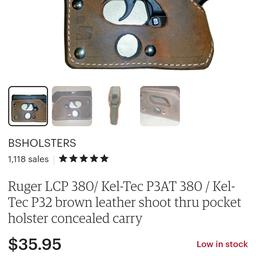 BSHOLSTERS
1,118 sales | ★★★★★
Ruger LCP 380/ Kel-Tec P3AT 380 / Kel-
Tec P32 brown leather shoot thru pocket
holster concealed carry
$35.95
Low in stock